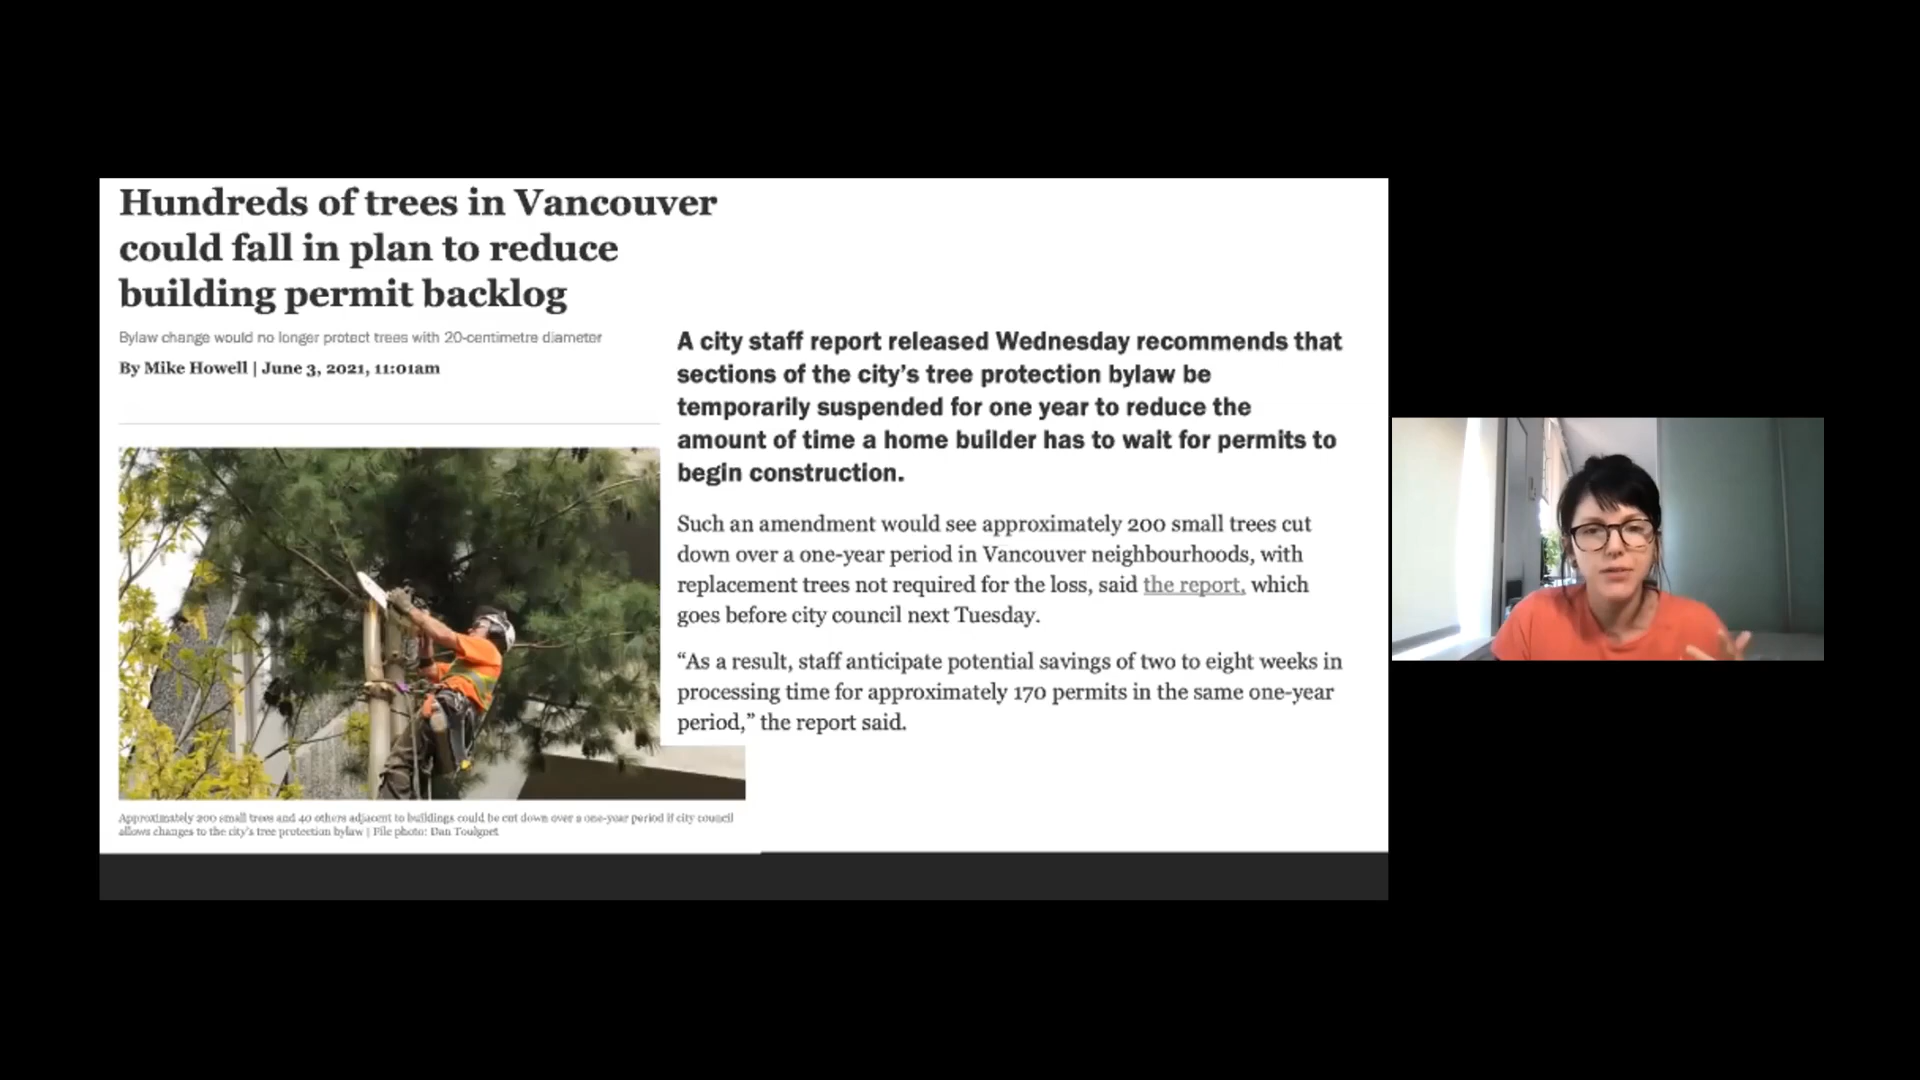 Hundreds of trees in Vancouver
could fall in plan to reduce
building permit backlog
Bylaw change would no longer protect trees with 20-centimetre diameter
By Mike Howell | June 3, 2021, 11:01am
A city staff report released Wednesday recommends that
sections of the city’s tree protection bylaw be
temporarily suspended for one year to reduce the
amount of time a home builder has to wait for permits to
begin construction.
Such an amendment would see approximately 200 small trees cut
down over a one-year period in Vancouver neighbourhoods, with
replacement trees not required for the loss, said the report, which
goes before city council next Tuesday.
“As a result, staff anticipate potential savings of two to eight weeks in
processing time for approximately 170 permits in the same one-year
period,” the report said.
Approximately 200 small trees and 40 others adjacent to buildings could be cut down over a one-year period if city council
allows changes to the city's tree protection bylaw | File photo: Dan Toulgoet